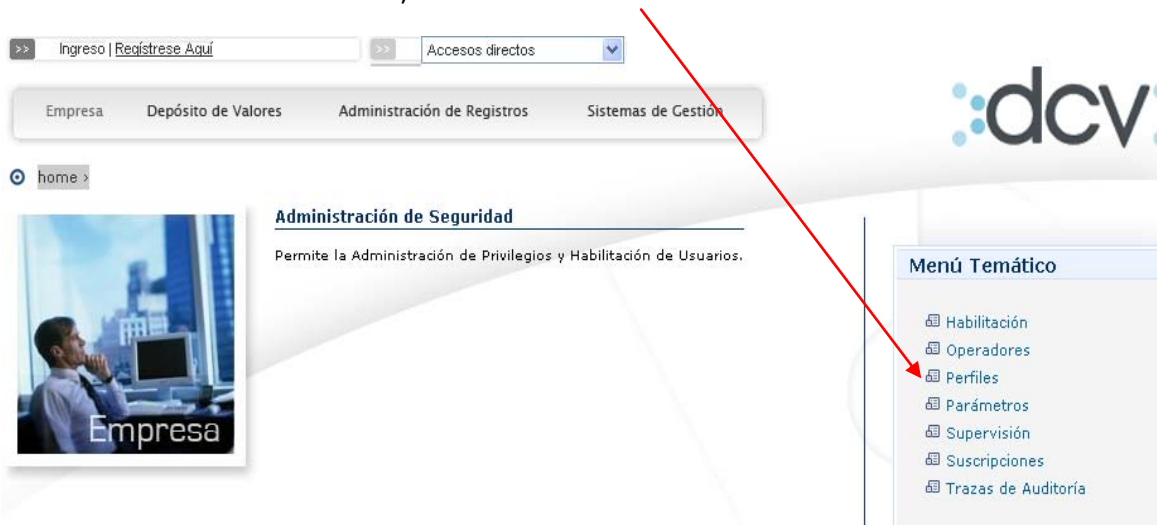 >> Ingreso | Regístrese Aquí >> Accesos directos
Empresa Depósito de Valores Administración de Registros Sistemas de Gestión
:dcv:
home ›
Administración de Seguridad
Permite la Administración de Privilegios y Habilitación de Usuarios.
Empresa
Menú Temático
Habilitación
Operadores
Perfiles
Parámetros
Supervisión
Suscripciones
Trazas de Auditoría